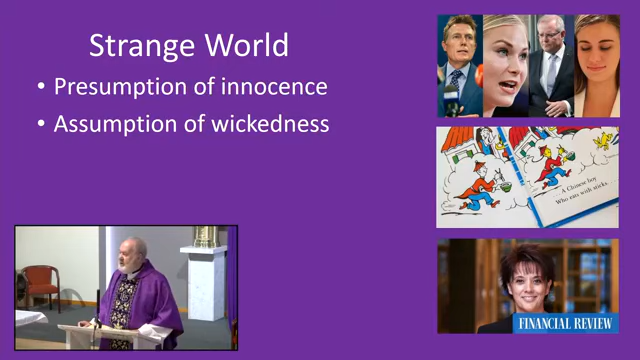 Strange World
• Presumption of innocence
• Assumption of wickedness
A Chinese boy
Who eats with sticks...
FINANCIAL REVIEW